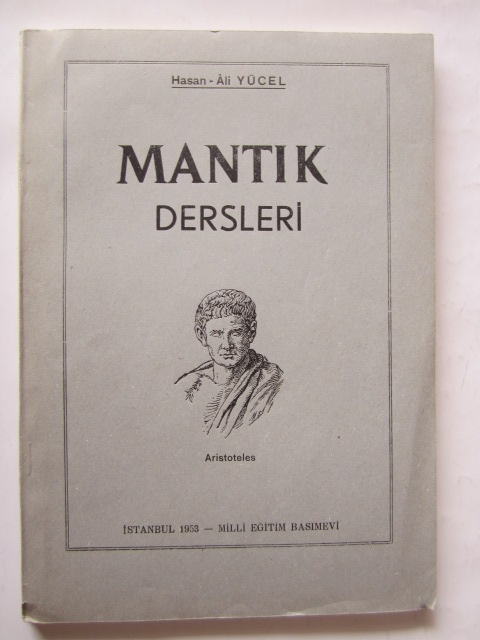 Hasan - Âli YÜCEL
MANTIK
DERSLERİ
Aristoteles
İSTANBUL 1953 — MİLLİ EĞİTİM BASIMEVİ